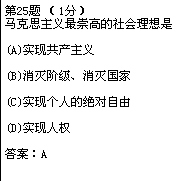 第25题 （1分）
马克思主义最崇高的社会理想是
(A)实现共产主义
(B)消灭阶级、消灭国家
(C)实现个人的绝对自由
(D)实现人权
答案：A